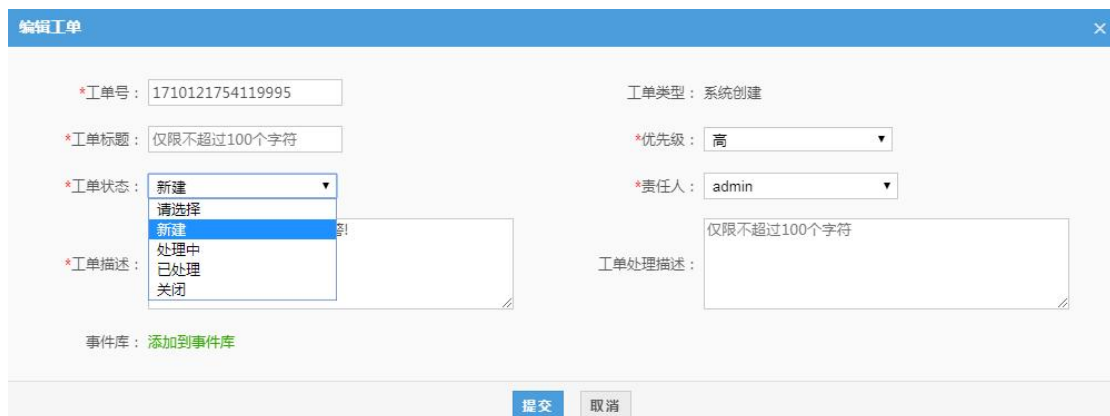 编辑工单
×
*工单号： 1710121754119995 工单类型： 系统创建
*工单标题： 仅限不超过100个字符 *优先级： 高
*工单状态： 新建 *责任人： admin
请选择
新建
处理中
已处理
关闭
*工单描述：
工单处理描述： 仅限不超过100个字符
事件库： 添加到事件库
提交 取消